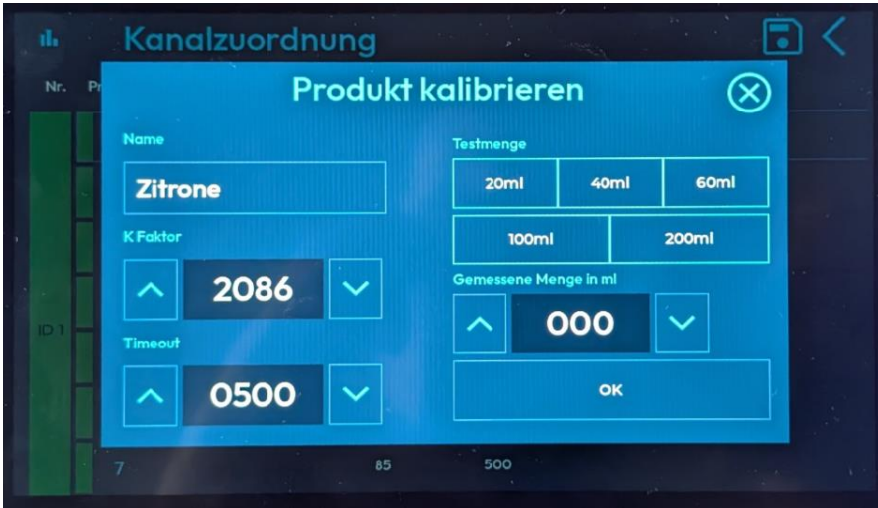 Kanalzuordnung
Nr. Pr
Produkt kalibrieren
Name
Zitrone
K Faktor
2086
Timeout
0500
Testmenge
20ml 40ml 60ml
100ml 200ml
Gemessene Menge in ml
000
OK
ID 1
7 85 500